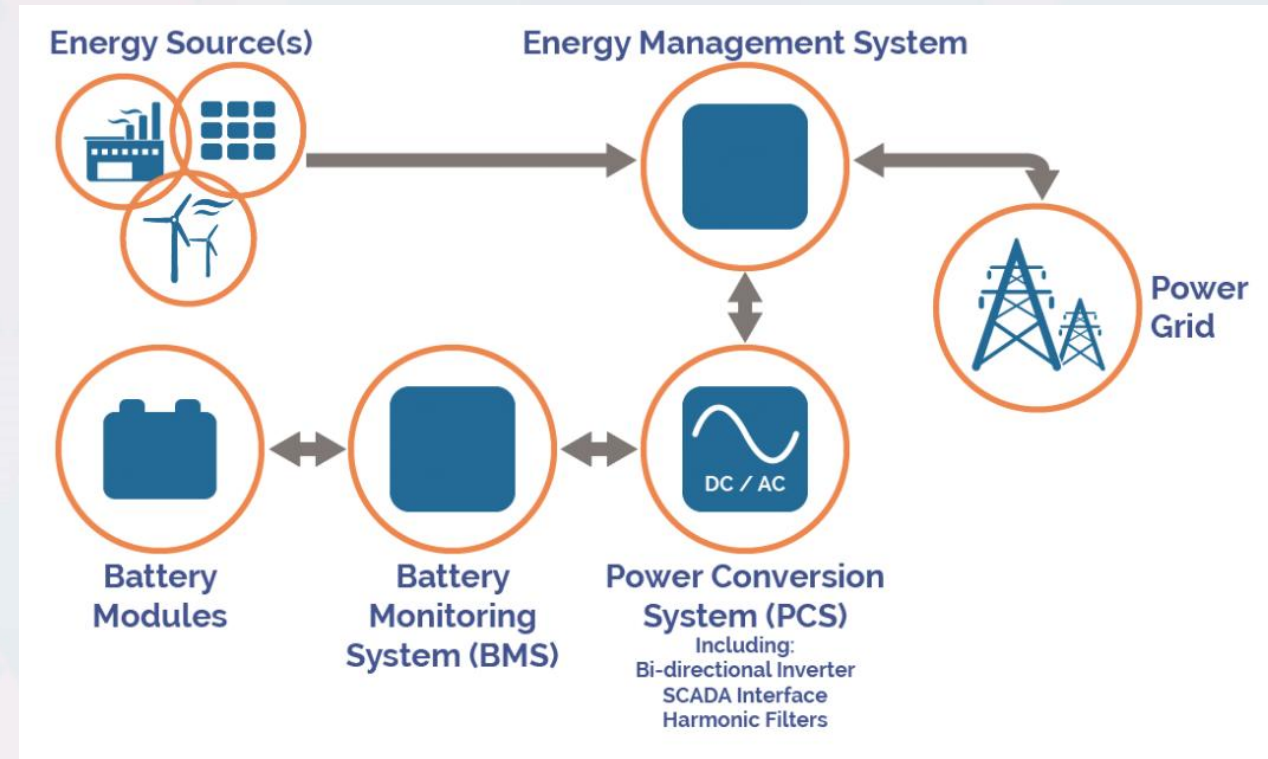 Energy Source(s)
Energy Management System
Power
Grid
DC / AC
Battery
Modules
Battery
Monitoring
System (BMS)
Power Conversion
System (PCS)
Including:
Bi-directional Inverter
SCADA Interface
Harmonic Filters